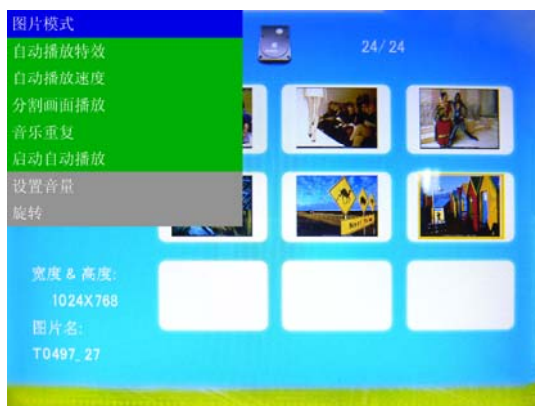 图片模式
自动播放特效
自动播放速度
分割画面播放
音乐重复
启动自动播放
设置音量
旋转
24/24
宽度 & 高度:
1024X768
图片名:
T0497_27